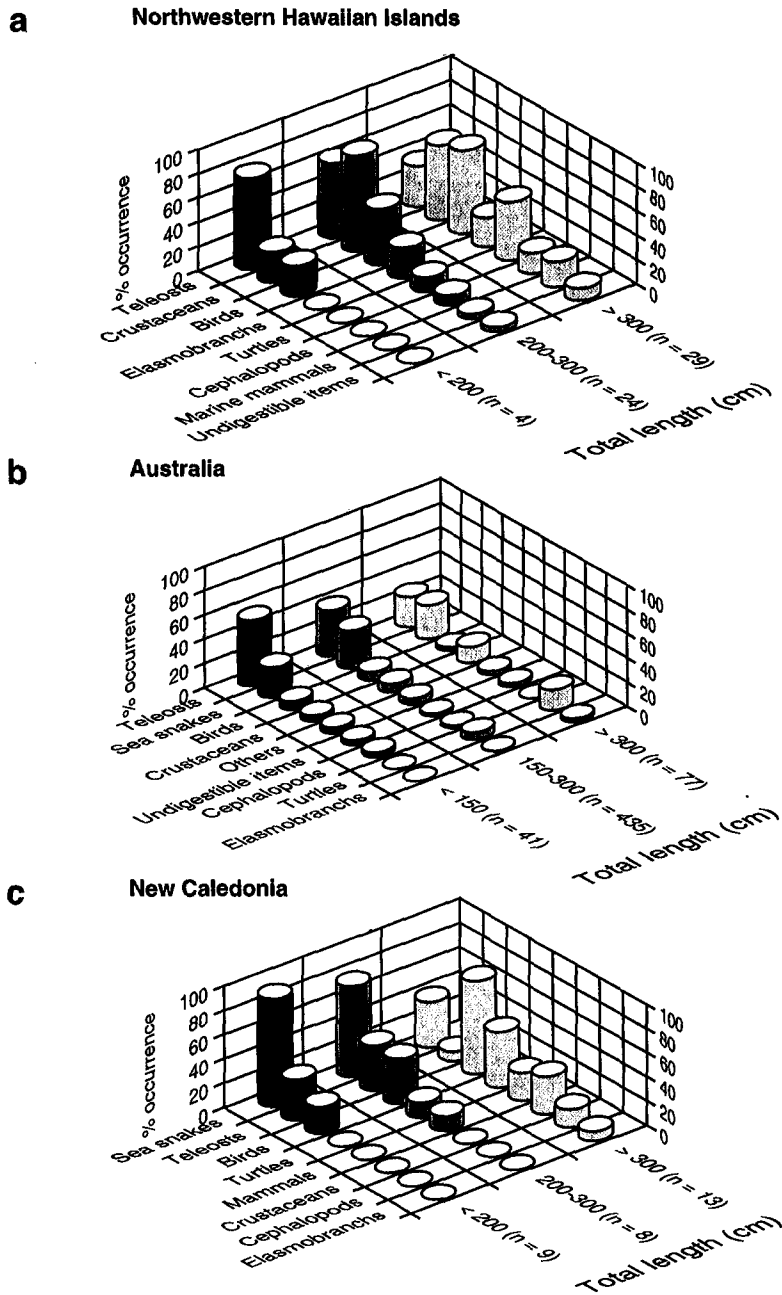 a
Northwestern Hawaiian Islands
% occurrence
100
80
60
40
20
0
Teleosts
Crustaceans
Birds
Elasmobranchs
Turtles
Cephalopods
Marine mammals
Undigestible items
100
80
60
40
20
0
< 200 (n = 4)
200-300 (n = 24)
> 300 (n = 29)
Total length (cm)
b
Australia
% occurrence
100
80
60
40
20
0
Teleosts
Sea snakes
Birds
Crustaceans
Others
Undigestible items
Cephalopods
Turtles
Elasmobranchs
100
80
60
40
20
0
< 150 (n = 41)
150-300 (n = 435)
> 300 (n = 77)
Total length (cm)
c
New Caledonia
% occurrence
100
80
60
40
20
0
Sea snakes
Teleosts
Birds
Turtles
Mammals
Crustaceans
Cephalopods
Elasmobranchs
100
80
60
40
20
0
< 200 (n = 9)
200-300 (n = 8)
> 300 (n = 13)
Total length (cm)